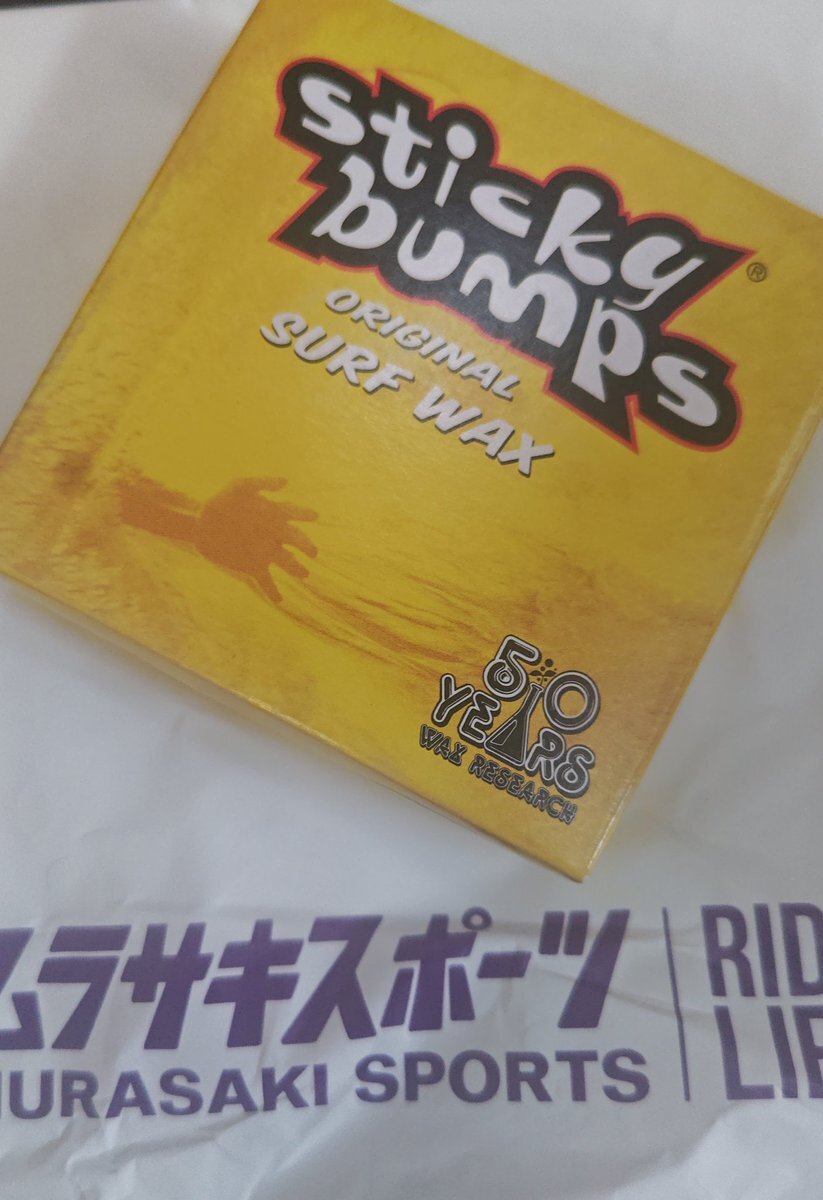 sticky
bumps®
ORIGINAL
SURF WAX
50
YEARS
WAX RESEARCH
ムラサキスポーツ
MURASAKI SPORTS
RID
LIF